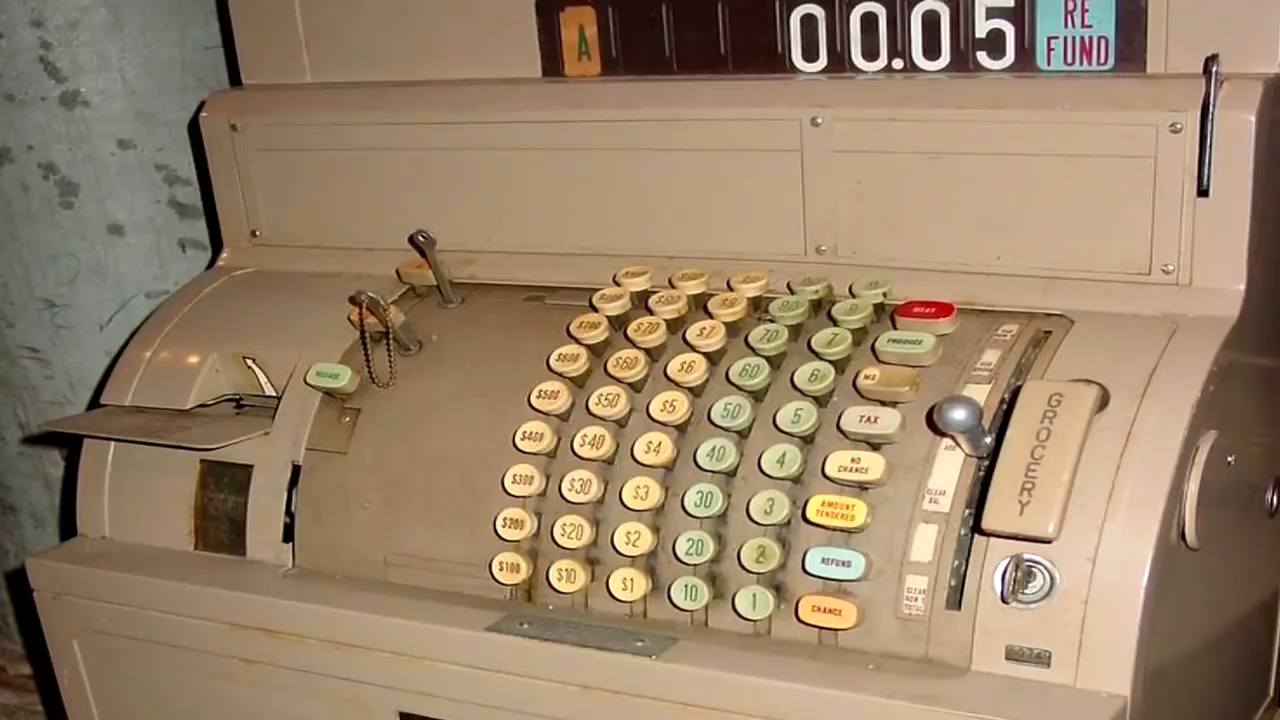 A 00.05 RE
FUND
MEAT
$700 $70 $7 70 7 PRODUCE
$600 $60 $6 60 6
$500 $50 $5 50 5 TAX
$400 $40 $4 40 4 NO
CHANGE
$300 $30 $3 30 3 AMOUNT
TENDERED
$200 $20 $2 20 2 REFUND
$100 $10 $1 10 1 CHANGE
RELEASE
GROCERY
CLEAR